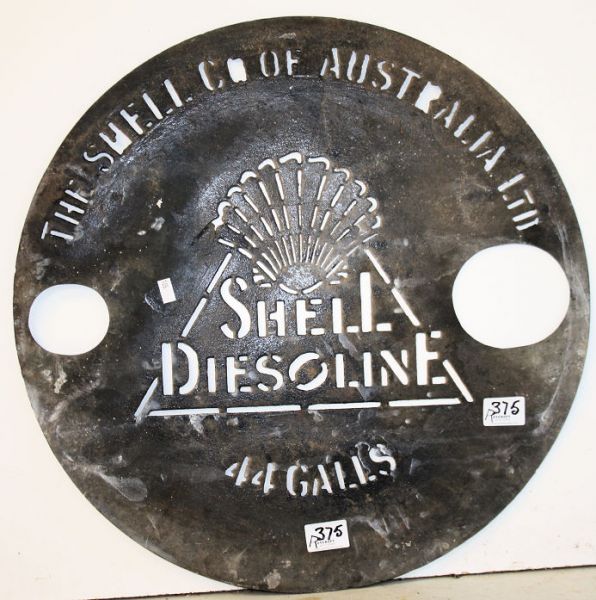 THE SHELL CO OF AUSTRALIA LTD
SHELL
DIESOLINE
44 GALLS
375
375